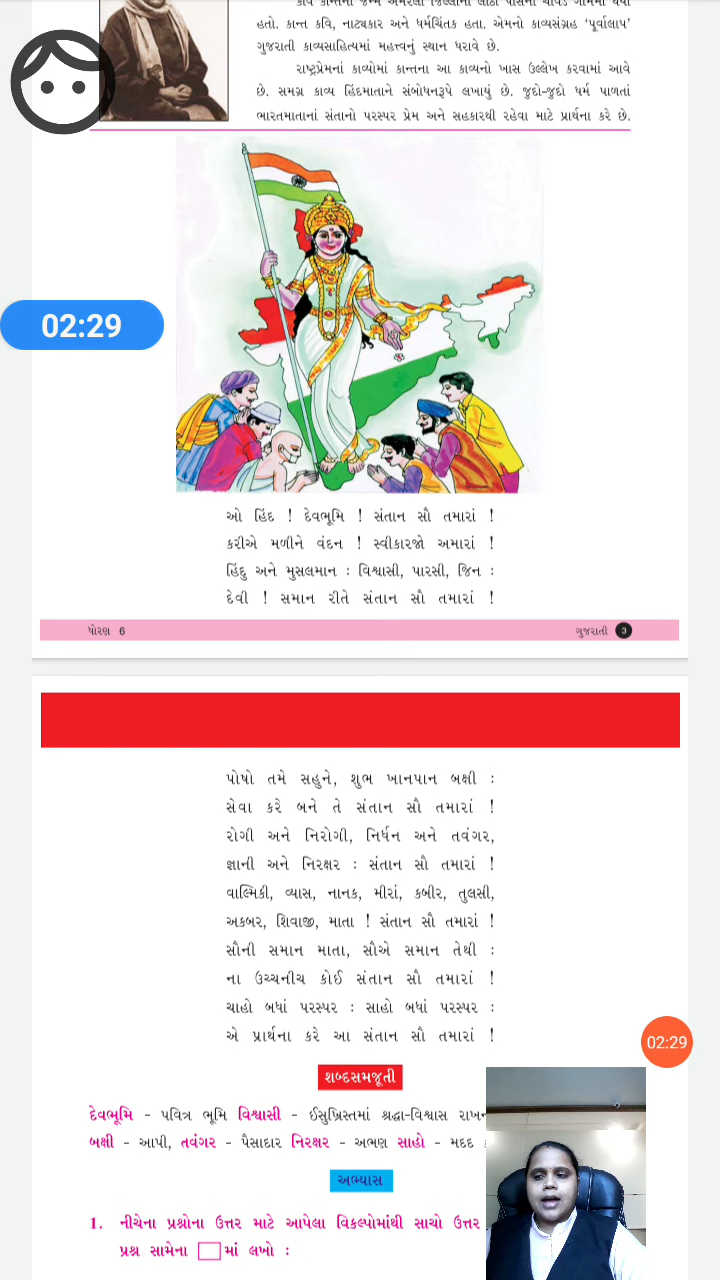 કવિ કાન્તનો જન્મ અમરેલી જિલ્લાના લાઠી પાસેના ચાવંડ ગામમાં થયો
હતો. કાન્ત કવિ, નાટ્યકાર અને ધર્મચિંતક હતા. એમનો કાવ્યસંગ્રહ ‘પૂર્વાલાપ’
ગુજરાતી કાવ્યસાહિત્યમાં મહત્ત્વનું સ્થાન ધરાવે છે.
રાષ્ટ્રપ્રેમનાં કાવ્યોમાં કાન્તના આ કાવ્યનો ખાસ ઉલ્લેખ કરવામાં આવે
છે. સમગ્ર કાવ્ય હિંદમાતાને સંબોધનરૂપે લખાયું છે. જુદો-જુદો ધર્મ પાળતાં
ભારતમાતાનાં સંતાનો પરસ્પર પ્રેમ અને સહકારથી રહેવા માટે પ્રાર્થના કરે છે.
02:29
ઓ હિંદ ! દેવભૂમિ ! સંતાન સૌ તમારાં !
કરીએ મળીને વંદન ! સ્વીકારજો અમારાં !
હિંદુ અને મુસલમાન : વિશ્વાસી, પારસી, જિન :
દેવી ! સમાન રીતે સંતાન સૌ તમારાં !
ધોરણ 6
ગુજરાતી 3
પોષો તમે સહુને, શુભ ખાનપાન બક્ષી :
સેવા કરે બને તે સંતાન સૌ તમારાં !
રોગી અને નિરોગી, નિર્ધન અને તવંગર,
જ્ઞાની અને નિરક્ષર : સંતાન સૌ તમારાં !
વાલ્મિકી, વ્યાસ, નાનક, મીરાં, કબીર, તુલસી,
અકબર, શિવાજી, માતા ! સંતાન સૌ તમારાં !
સૌની સમાન માતા, સૌએ સમાન તેથી :
ના ઉચ્ચનીચ કોઈ સંતાન સૌ તમારાં !
ચાહો બધાં પરસ્પર : સાહો બધાં પરસ્પર :
એ પ્રાર્થના કરે આ સંતાન સૌ તમારાં !
02:29
શબ્દસમજૂતી
દેવભૂમિ - પવિત્ર ભૂમિ વિશ્વાસી - ઈસુખ્રિસ્તમાં શ્રદ્ધા-વિશ્વાસ
બક્ષી - આપી, તવંગર - પૈસાદાર નિરક્ષર - અભણ સાહો - મદદ
અભ્યાસ
1. નીચેના પ્રશ્નોના ઉત્તર માટે આપેલા વિકલ્પોમાંથી સાચો ઉત્તર
પ્રશ્ન સામેના માં લખો :